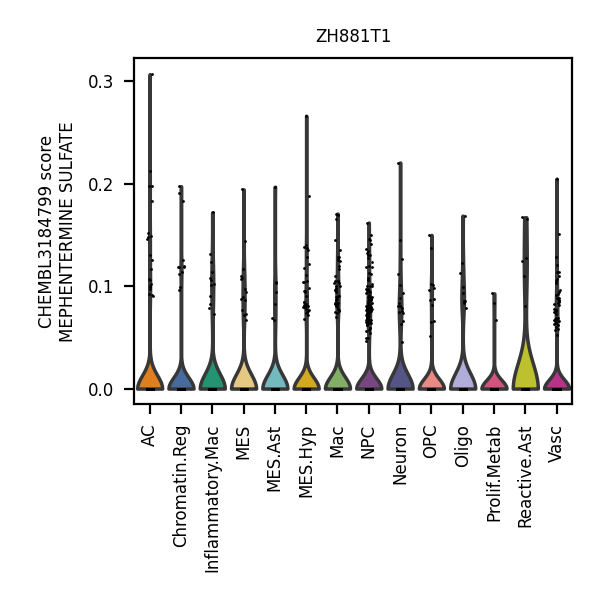 ZH881T1
CHEMBL3184799 score
MEPHENTERMINE SULFATE
0.3
0.2
0.1
0.0
AC
Chromatin.Reg
Inflammatory.Mac
MES
MES.Ast
MES.Hyp
Mac
NPC
Neuron
OPC
Oligo
Prolif.Metab
Reactive.Ast
Vasc